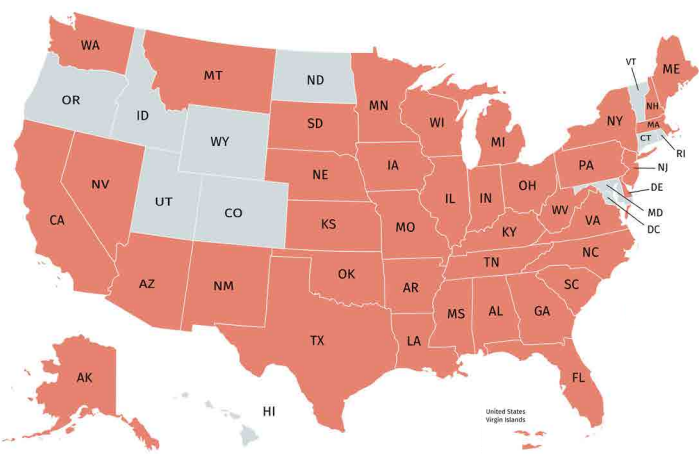 WA
MT
ND
ME
VT
OR
ID
MN
NH
SD
WI
NY
MA
WY
MI
CT
RI
IA
PA
NJ
NE
NV
UT
CO
IL
IN
OH
DE
MD
DC
CA
KS
MO
WV
VA
KY
NC
TN
AZ
NM
OK
AR
SC
MS
AL
GA
TX
LA
AK
FL
HI
United States
Virgin Islands